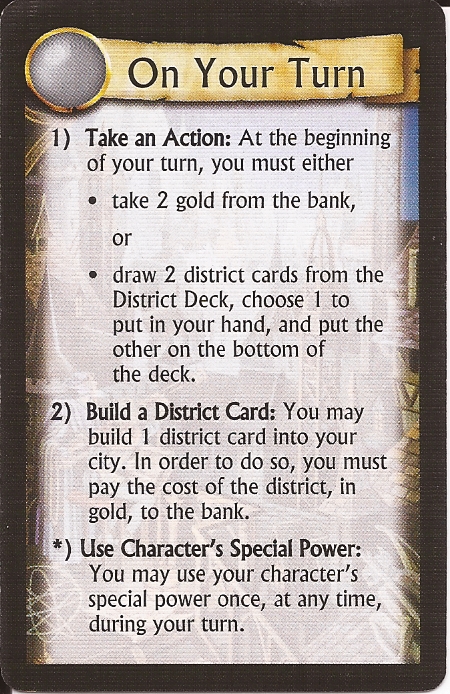 On Your Turn
1) Take an Action: At the beginning
of your turn, you must either
• take 2 gold from the bank,
or
• draw 2 district cards from the
District Deck, choose 1 to
put in your hand, and put the
other on the bottom of
the deck.
2) Build a District Card: You may
build 1 district card into your
city. In order to do so, you must
pay the cost of the district, in
gold, to the bank.
*) Use Character's Special Power:
You may use your character's
special power once, at any time,
during your turn.